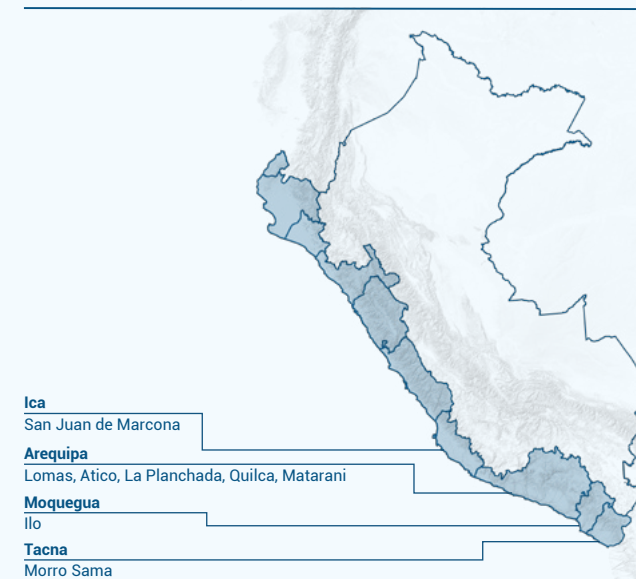 Ica
San Juan de Marcona
Arequipa
Lomas, Atico, La Planchada, Quilca, Matarani
Moquegua
Ilo
Tacna
Morro Sama